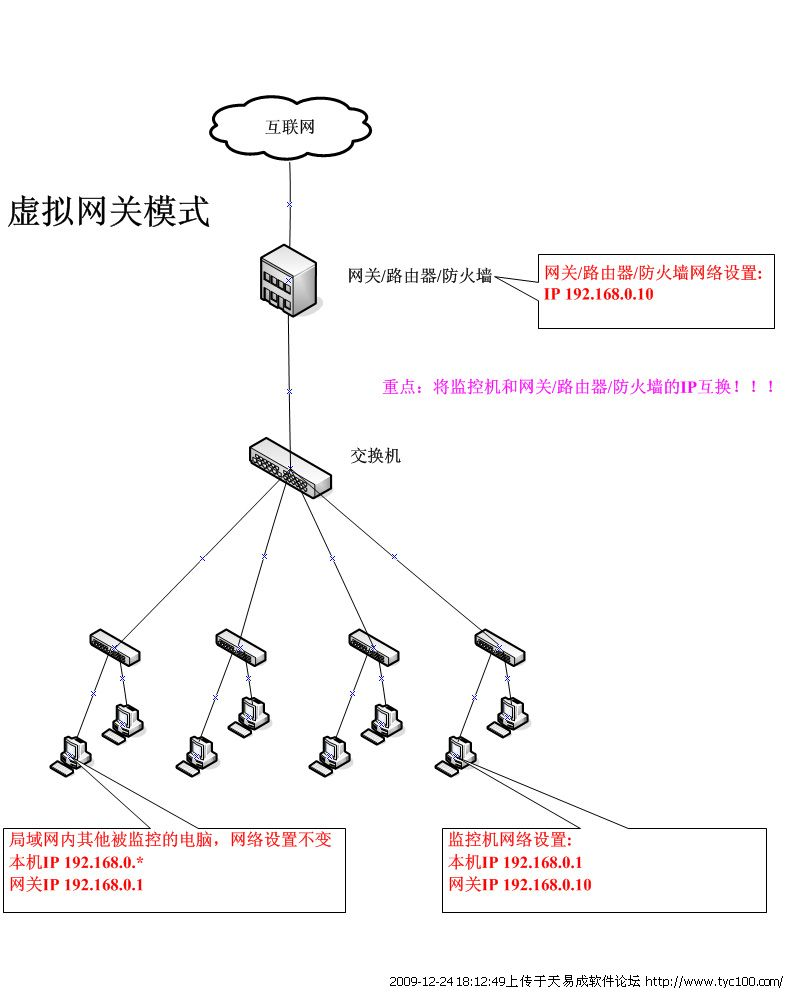 互联网
虚拟网关模式
网关/路由器/防火墙
网关/路由器/防火墙网络设置:
IP 192.168.0.10
重点：将监控机和网关/路由器/防火墙的IP互换！！！
交换机
局域网内其他被监控的电脑，网络设置不变
本机IP 192.168.0.*
网关IP 192.168.0.1
监控机网络设置:
本机IP 192.168.0.1
网关IP 192.168.0.10
2009-12-24 18:12:49上传于天易成软件论坛 http://www.tyc100.com/